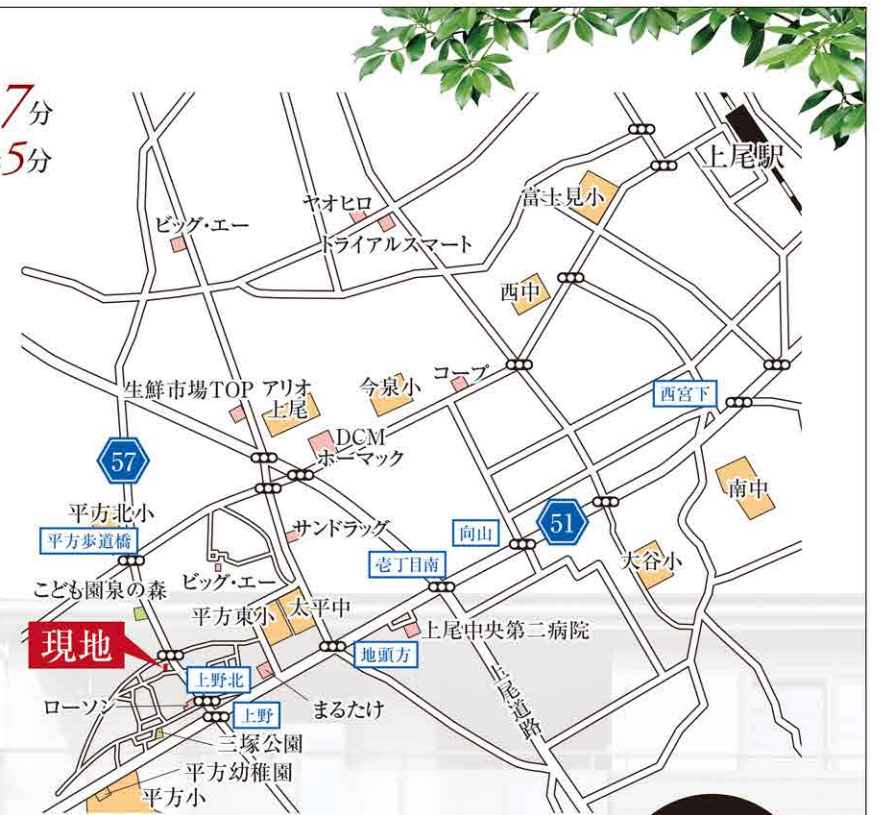 7分
5分
上尾駅
富士見小
ヤオヒロ
トライアルスマート
ビッグ・エー
西中
生鮮市場TOP
アリオ
上尾
今泉小
コープ
西宮下
DCM
ホーマック
57
南中
平方北小
平方歩道橋
サンドラッグ
向山
51
大谷小
壱丁目南
こども園泉の森
ビッグ・エー
平方東小
太平中
上尾中央第二病院
現地
地頭方
上野北
ローソン
上野
まるたけ
上尾道路
三塚公園
平方幼稚園
平方小